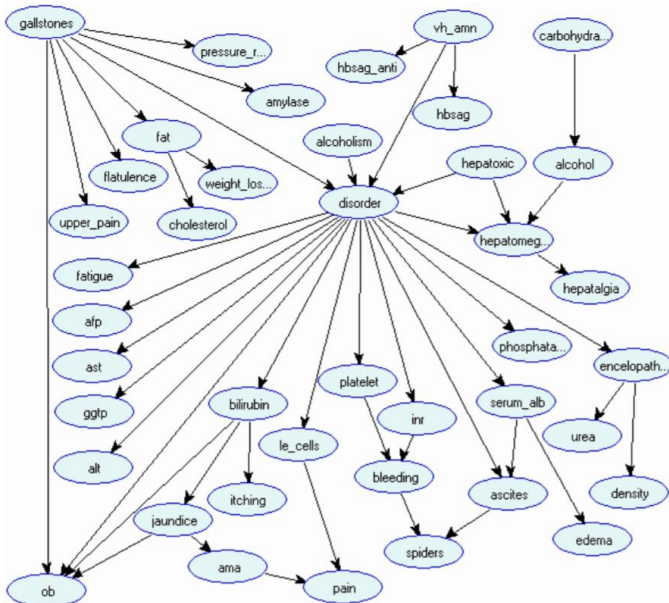 gallstones
vh_amn
carbohydra...
pressure_r...
hbsag_anti
amylase
hbsag
fat
alcoholism
flatulence
weight_los...
hepatoxic
alcohol
disorder
upper_pain
cholesterol
hepatomeg...
fatigue
hepatalgia
afp
ast
phosphata...
encelopath...
platelet
ggtp
bilirubin
inr
serum_alb
le_cells
urea
alt
bleeding
itching
ascites
density
jaundice
edema
spiders
ama
ob
pain